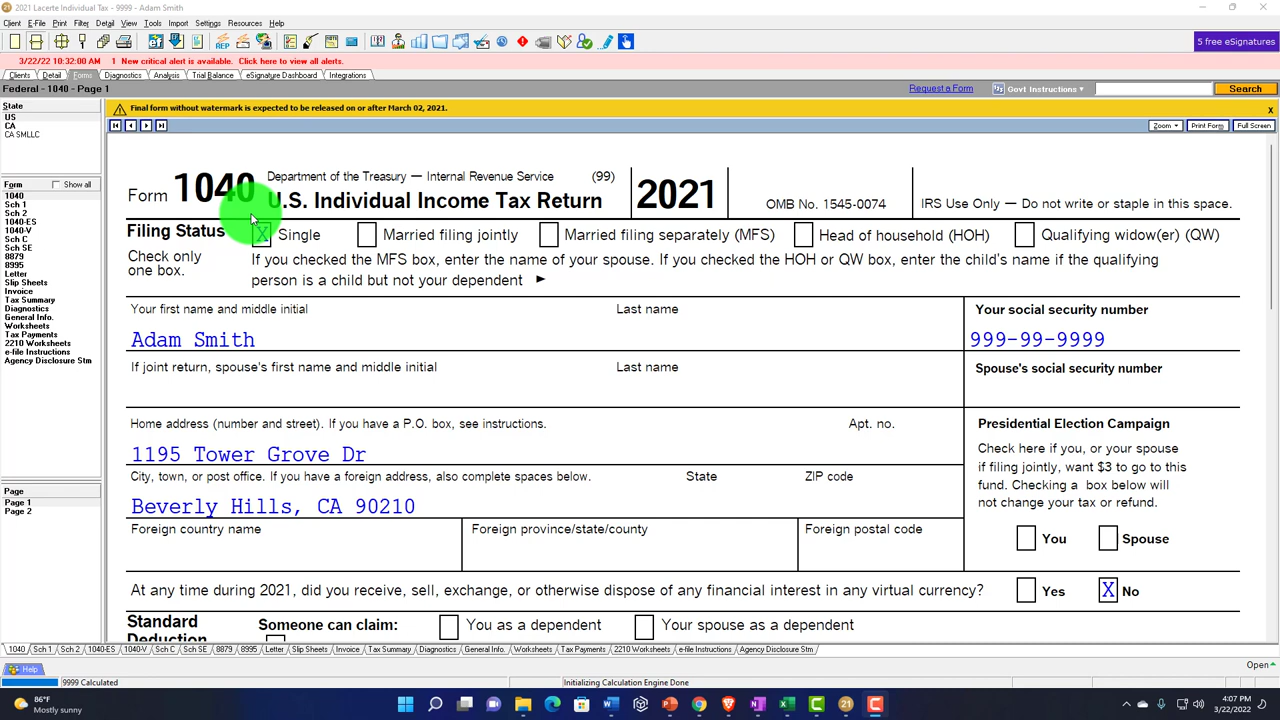 2021 Lacerte Individual Tax - 9999 - Adam Smith
Client E-File Print Filter Detail View Tools Import Settings Resources Help
REP
5 free eSignatures
3/22/22 10:32:00 AM 1 New critical alert is available. Click here to view all alerts.
Clients Detail Forms Diagnostics Analysis Trial Balance eSignature Dashboard Integrations
Federal - 1040 - Page 1
Request a Form
Govt Instructions
Search
State
US
CA
CA SMLLC
Form
Show all
1040
Sch 1
Sch 2
1040-ES
1040-V
Sch C
Sch SE
8879
8995
Letter
Slip Sheets
Invoice
Tax Summary
Diagnostics
General Info.
Worksheets
Tax Payments
2210 Worksheets
e-file Instructions
Agency Disclosure Stm
Page
Page 1
Page 2
Final form without watermark is expected to be released on or after March 02, 2021.
x
Zoom
Print Form
Full Screen
Form 1040
Department of the Treasury — Internal Revenue Service (99)
U.S. Individual Income Tax Return
2021
OMB No. 1545-0074
IRS Use Only — Do not write or staple in this space.
Filing Status
Check only
one box.
X Single Married filing jointly Married filing separately (MFS) Head of household (HOH) Qualifying widow(er) (QW)
If you checked the MFS box, enter the name of your spouse. If you checked the HOH or QW box, enter the child's name if the qualifying
person is a child but not your dependent ►
Your first name and middle initial Last name Your social security number
Adam Smith 999-99-9999
If joint return, spouse's first name and middle initial Last name Spouse's social security number
Home address (number and street). If you have a P.O. box, see instructions. Apt. no.
1195 Tower Grove Dr
City, town, or post office. If you have a foreign address, also complete spaces below. State ZIP code
Beverly Hills, CA 90210
Foreign country name Foreign province/state/county Foreign postal code
Presidential Election Campaign
Check here if you, or your spouse
if filing jointly, want $3 to go to this
fund. Checking a box below will
not change your tax or refund.
You Spouse
At any time during 2021, did you receive, sell, exchange, or otherwise dispose of any financial interest in any virtual currency? Yes X No
Standard
Deduction
Someone can claim: You as a dependent Your spouse as a dependent
1040 Sch 1 Sch 2 1040-ES 1040-V Sch C Sch SE 8879 8995 Letter Slip Sheets Invoice Tax Summary Diagnostics General Info. Worksheets Tax Payments 2210 Worksheets e-file Instructions Agency Disclosure Stm
Help
Open
9999 Calculated
Initializing Calculation Engine Done
86°F
Mostly sunny
4:07 PM
3/22/2022